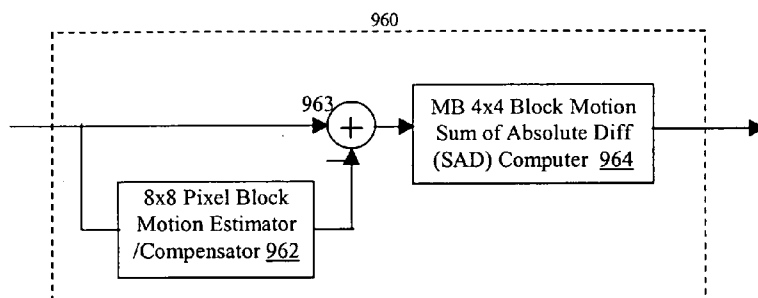 960
963
+
–
MB 4x4 Block Motion
Sum of Absolute Diff
(SAD) Computer 964
8x8 Pixel Block
Motion Estimator
/Compensator 962